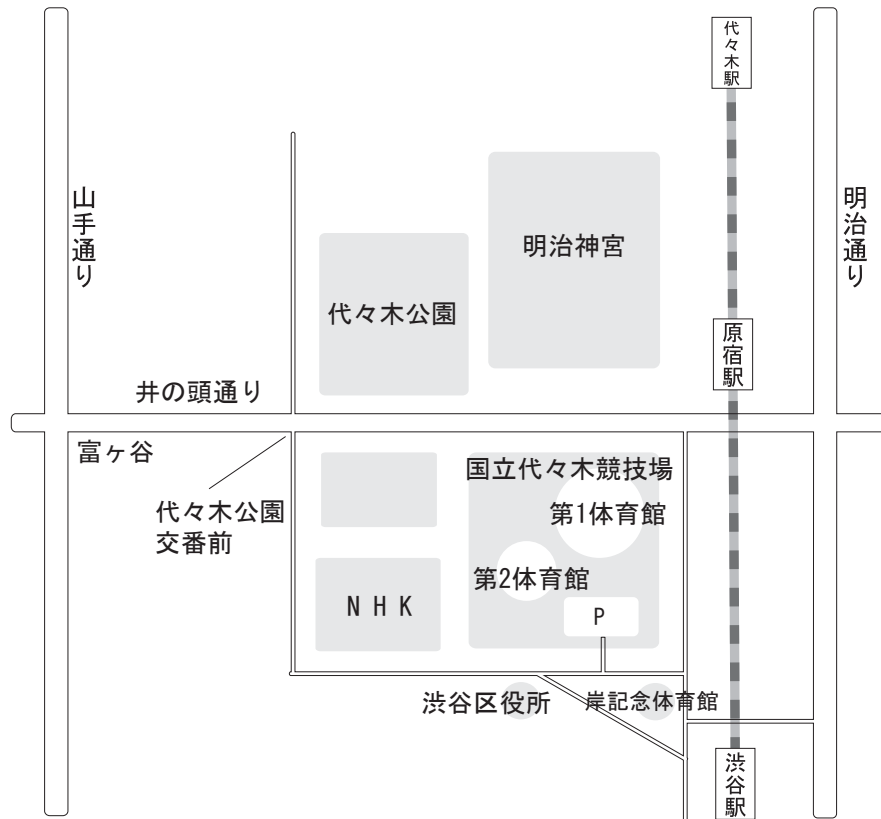 代々木駅
山手通り
明治通り
明治神宮
代々木公園
原宿駅
井の頭通り
富ヶ谷
国立代々木競技場
代々木公園
交番前
第1体育館
第2体育館
NHK
P
渋谷区役所
岸記念体育館
渋谷駅